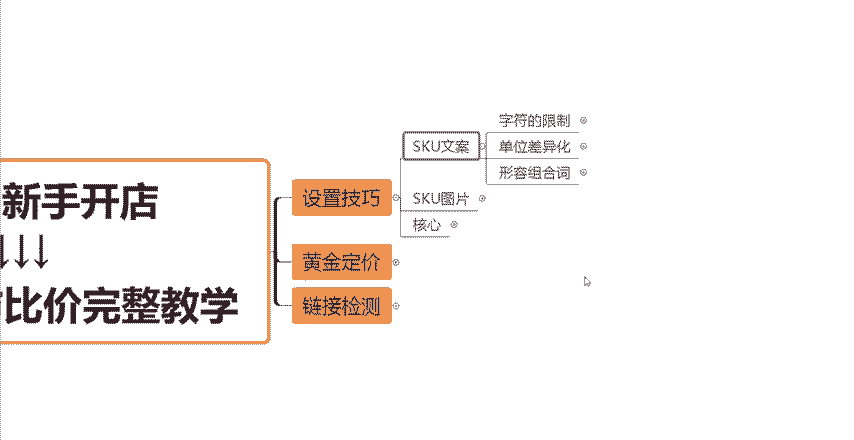 新手开店
↓↓↓
比价完整教学
设置技巧
SKU文案
字符的限制
单位差异化
形容组合词
SKU图片
核心
黄金定价
链接检测